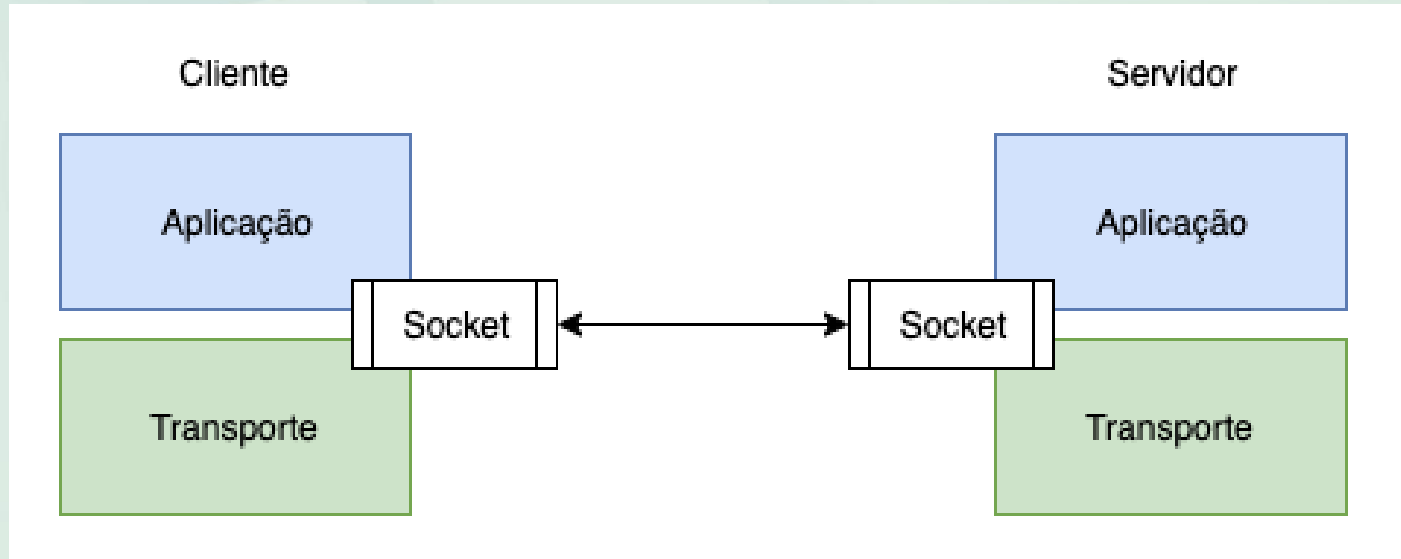 Cliente
Servidor
Aplicação
Aplicação
Socket
Socket
Transporte
Transporte